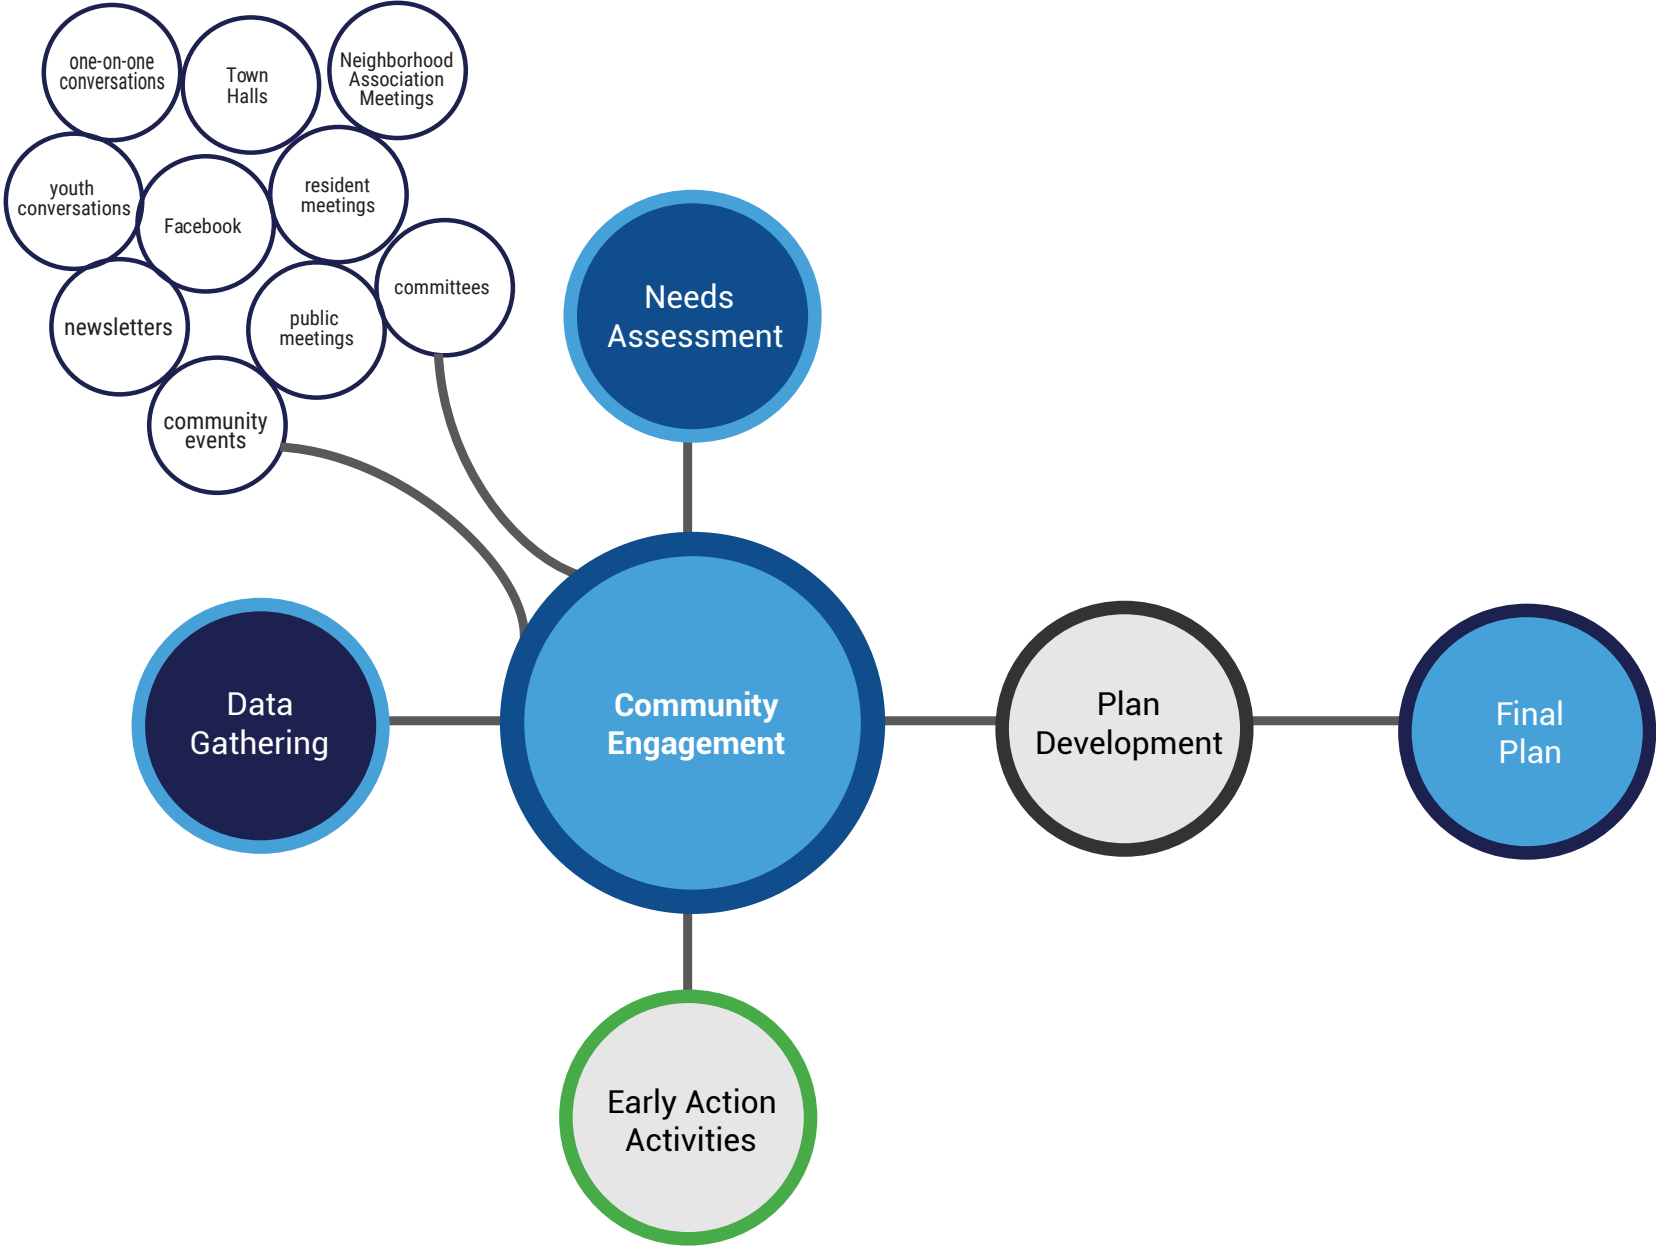 one-on-one
conversations
Town
Halls
Neighborhood
Association
Meetings
youth
conversations
Facebook
resident
meetings
newsletters
public
meetings
committees
community
events
Needs
Assessment
Data
Gathering
Community
Engagement
Plan
Development
Final
Plan
Early Action
Activities